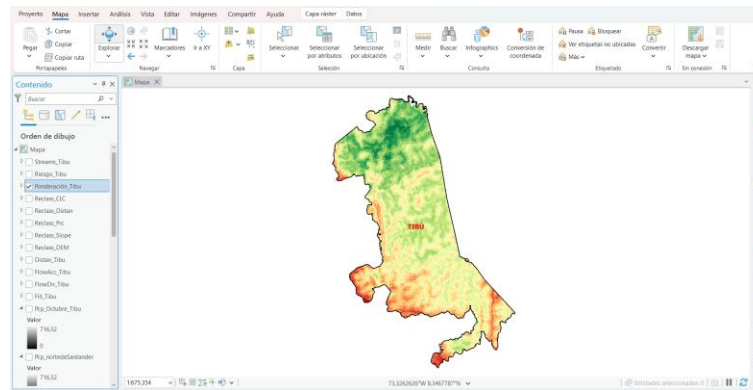 Proyecto Mapa Insertar Análisis Vista Editar Imágenes Compartir Ayuda Capa ráster Datos
Pegar
Cortar
Copiar
Copiar ruta
Portapapeles
Explorar
Marcadores
Ir a XY
Navegar
Capa
Seleccionar
Seleccionar por atributos
Seleccionar por ubicación
Selección
Medir
Buscar
Infographics
Conversión de coordenada
Consulta
Pausa Bloquear
Ver etiquetas no ubicadas
Más
Convertir
Etiquetado
Descargar mapa
Sin conexión
Contenido
Mapa
Buscar
Orden de dibujo
Mapa
Streams_Tibu
Riesgo_Tibu
Ponderación_Tibu
Reclass_CLC
Reclass_Distan
Reclass_Prc
Reclass_Slope
Reclass_DEM
Distan_Tibu
FlowAcc_Tibu
FlowDir_Tibu
Fill_Tibu
Pcp_Octubre_Tibu
Valor
716,52
0
Pcp_nortedeSantander
Valor
716,52
TIBÚ
1:675.354
73,3262626°W 8,3467787°N
Entidades seleccionadas: 0